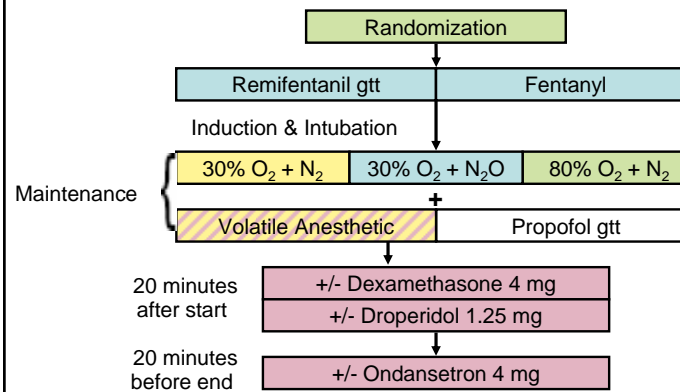 Randomization
Remifentanil gtt Fentanyl
Induction & Intubation
30% O₂ + N₂ 30% O₂ + N₂O 80% O₂ + N₂
Maintenance
+
Volatile Anesthetic Propofol gtt
20 minutes
after start
+/- Dexamethasone 4 mg
+/- Droperidol 1.25 mg
20 minutes
before end
+/- Ondansetron 4 mg